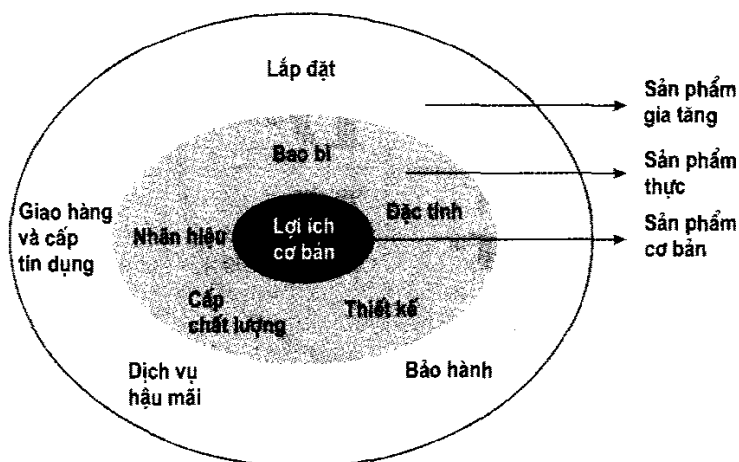 Lắp đặt
Sản phẩm
gia tăng
Bao bì
Sản phẩm
thực
Giao hàng
và cấp
tín dụng
Nhãn hiệu
Lợi ích
cơ bản
Đặc tính
Sản phẩm
cơ bản
Cấp
chất lượng
Thiết kế
Dịch vụ
hậu mãi
Bảo hành